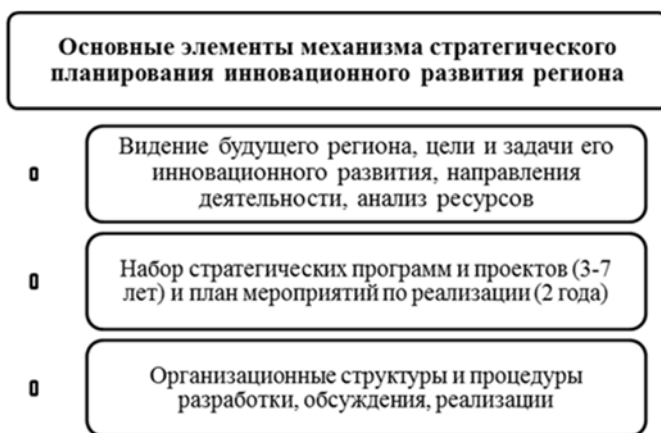 Основные элементы механизма стратегического
планирования инновационного развития региона
Видение будущего региона, цели и задачи его
инновационного развития, направления
деятельности, анализ ресурсов
Набор стратегических программ и проектов (3-7
лет) и план мероприятий по реализации (2 года)
Организационные структуры и процедуры
разработки, обсуждения, реализации